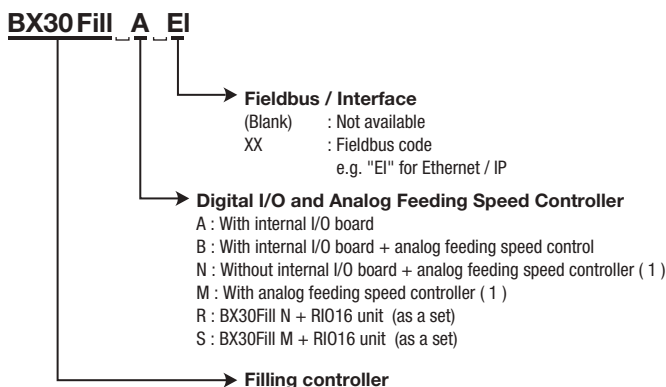 BX30 Fill _ A _ EI
Fieldbus / Interface
(Blank) : Not available
XX : Fieldbus code
e.g. "EI" for Ethernet / IP
Digital I/O and Analog Feeding Speed Controller
A : With internal I/O board
B : With internal I/O board + analog feeding speed control
N : Without internal I/O board + analog feeding speed controller ( 1 )
M : With analog feeding speed controller ( 1 )
R : BX30Fill N + RIO16 unit (as a set)
S : BX30Fill M + RIO16 unit (as a set)
Filling controller